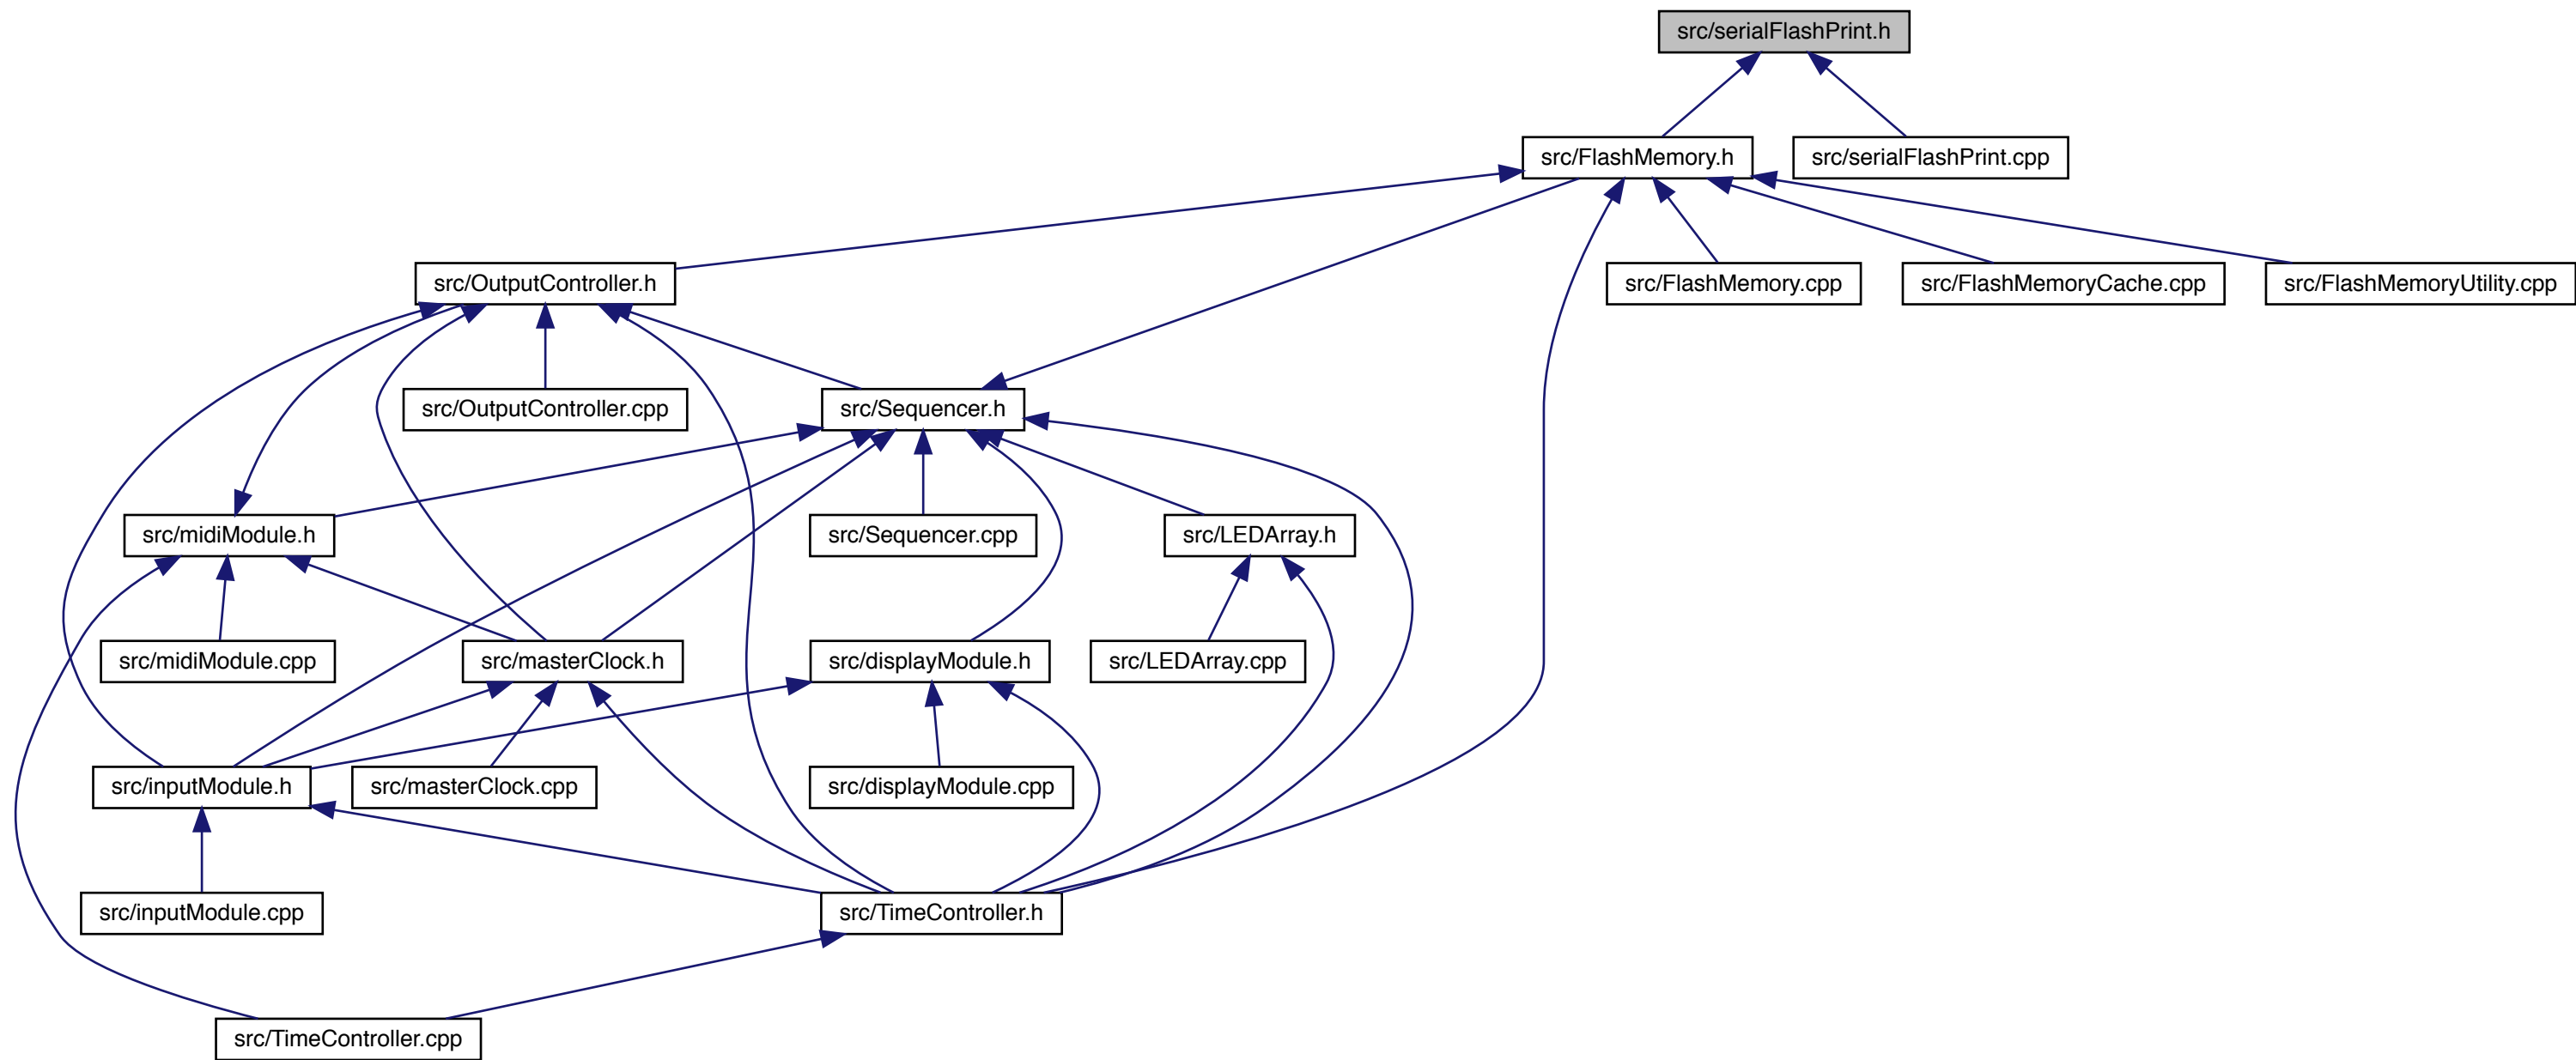 src/serialFlashPrint.h
src/FlashMemory.h
src/serialFlashPrint.cpp
src/OutputController.h
src/FlashMemory.cpp
src/FlashMemoryCache.cpp
src/FlashMemoryUtility.cpp
src/OutputController.cpp
src/Sequencer.h
src/midiModule.h
src/Sequencer.cpp
src/LEDArray.h
src/midiModule.cpp
src/masterClock.h
src/displayModule.h
src/LEDArray.cpp
src/inputModule.h
src/masterClock.cpp
src/displayModule.cpp
src/inputModule.cpp
src/TimeController.h
src/TimeController.cpp